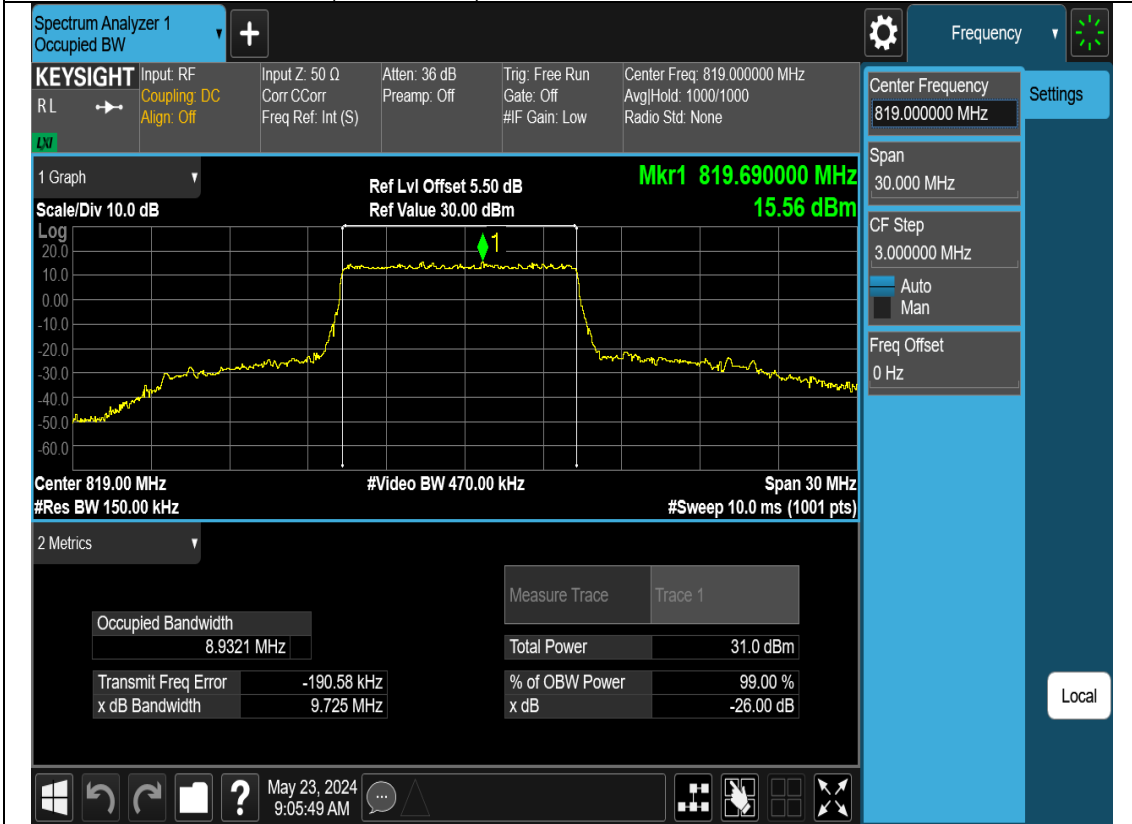 Spectrum Analyzer 1
Occupied BW
Frequency
KEYSIGHT
R L
LXI
Input: RF
Coupling: DC
Align: Off
Input Z: 50 Ω
Corr CCorr
Freq Ref: Int (S)
Atten: 36 dB
Preamp: Off
Trig: Free Run
Gate: Off
#IF Gain: Low
Center Freq: 819.000000 MHz
Avg|Hold: 1000/1000
Radio Std: None
Center Frequency
819.000000 MHz
Settings
Span
30.000 MHz
CF Step
3.000000 MHz
Auto
Man
Freq Offset
0 Hz
Local
1 Graph
Scale/Div 10.0 dB
Ref Lvl Offset 5.50 dB
Ref Value 30.00 dBm
Mkr1 819.690000 MHz
15.56 dBm
Log
20.0
10.0
0.00
-10.0
-20.0
-30.0
-40.0
-50.0
-60.0
1
Center 819.00 MHz
#Res BW 150.00 kHz
#Video BW 470.00 kHz
Span 30 MHz
#Sweep 10.0 ms (1001 pts)
2 Metrics
Measure Trace Trace 1
Occupied Bandwidth
8.9321 MHz
Total Power 31.0 dBm
Transmit Freq Error -190.58 kHz
% of OBW Power 99.00 %
x dB Bandwidth 9.725 MHz
x dB -26.00 dB
?
May 23, 2024
9:05:49 AM